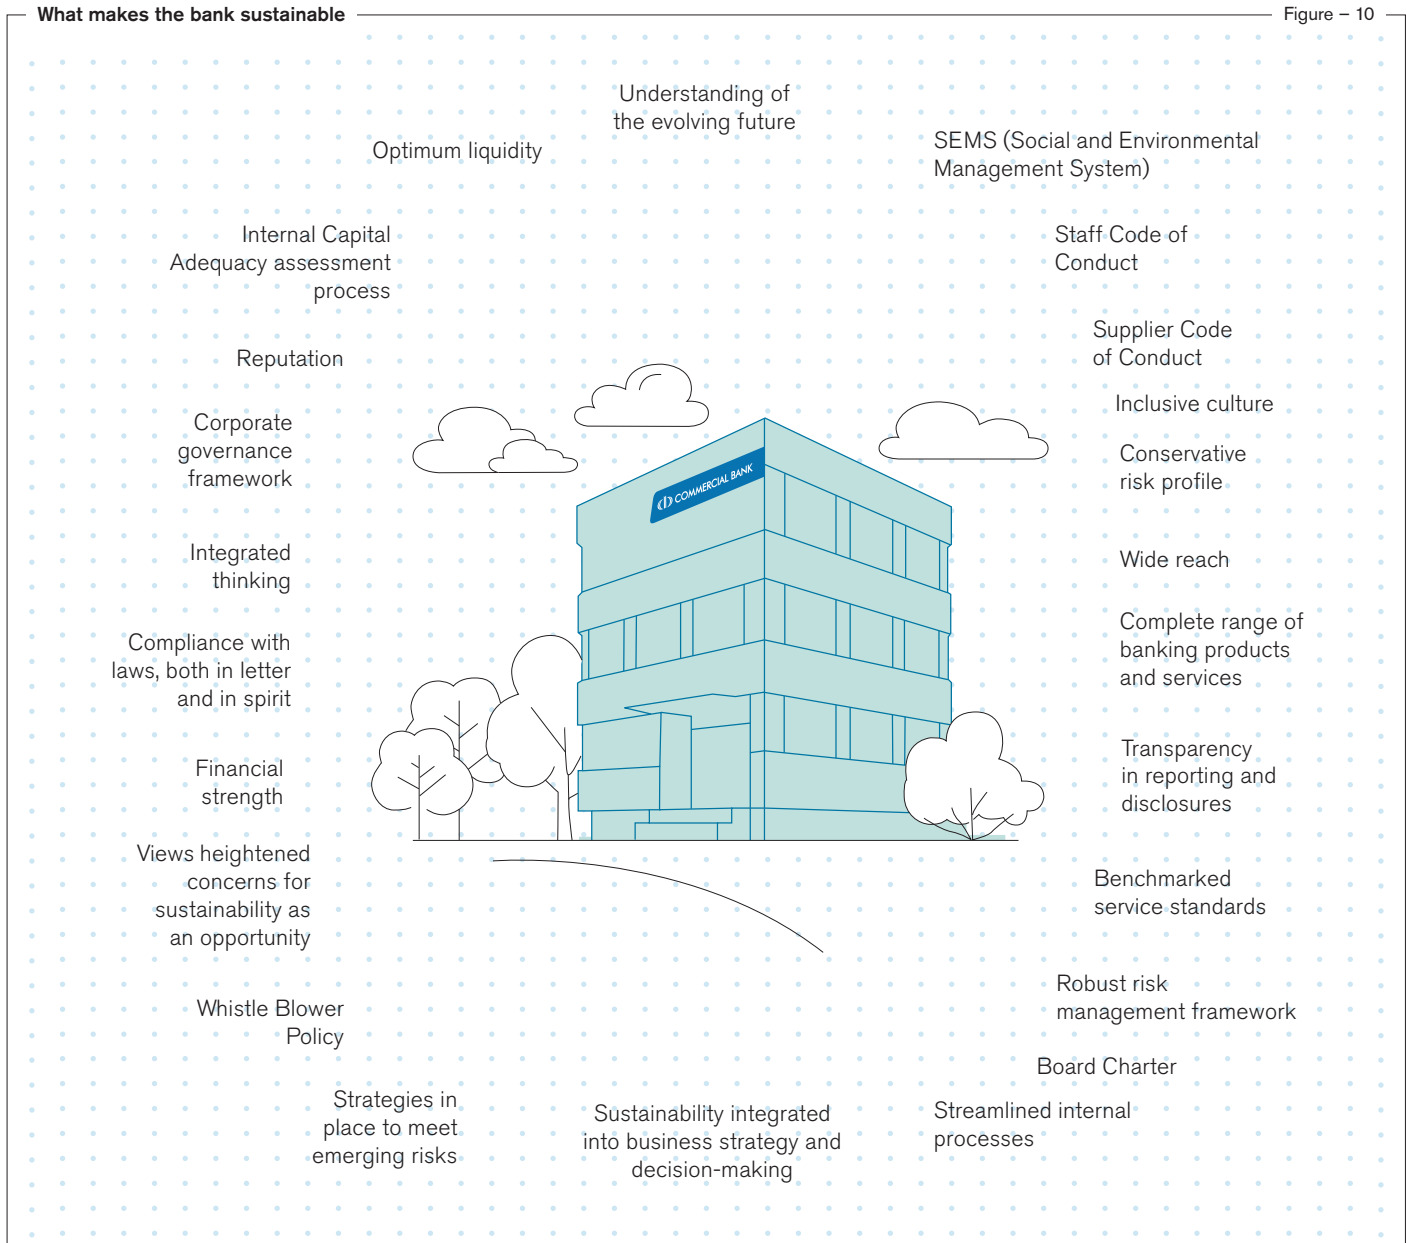 What makes the bank sustainable
Figure – 10
Understanding of
the evolving future
Optimum liquidity
SEMS (Social and Environmental
Management System)
Internal Capital
Adequacy assessment
process
Staff Code of
Conduct
Reputation
Supplier Code
of Conduct
Inclusive culture
Corporate
governance
framework
Conservative
risk profile
COMMERCIAL BANK
Integrated
thinking
Wide reach
Compliance with
laws, both in letter
and in spirit
Complete range of
banking products
and services
Financial
strength
Transparency
in reporting and
disclosures
Views heightened
concerns for
sustainability as
an opportunity
Benchmarked
service standards
Whistle Blower
Policy
Robust risk
management framework
Board Charter
Strategies in
place to meet
emerging risks
Sustainability integrated
into business strategy and
decision-making
Streamlined internal
processes